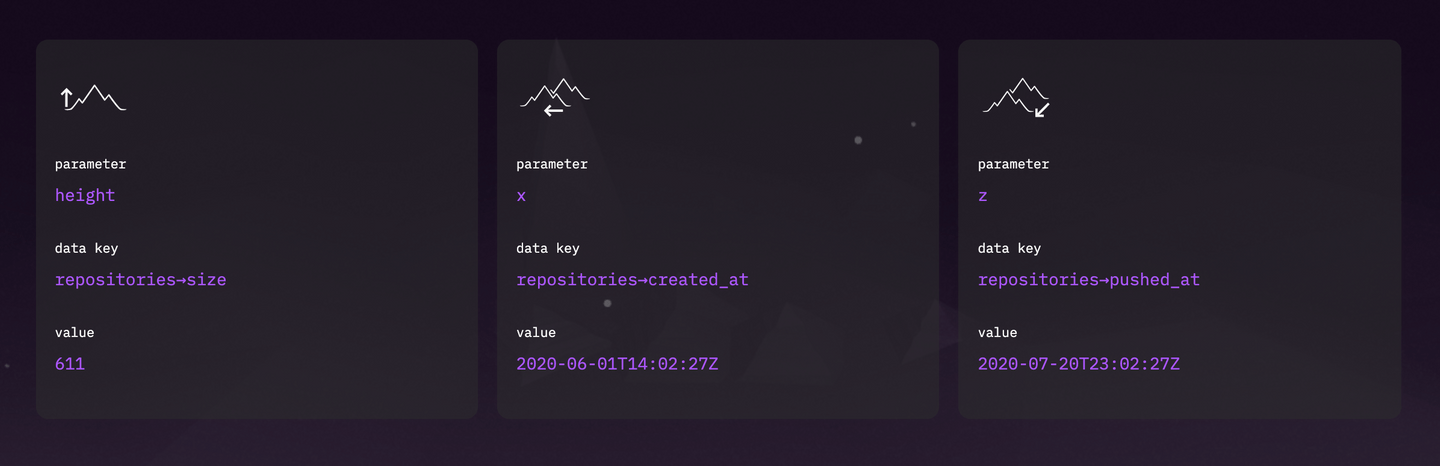 parameter
height
data key
repositories→size
value
611
parameter
x
data key
repositories→created_at
value
2020-06-01T14:02:27Z
parameter
z
data key
repositories→pushed_at
value
2020-07-20T23:02:27Z